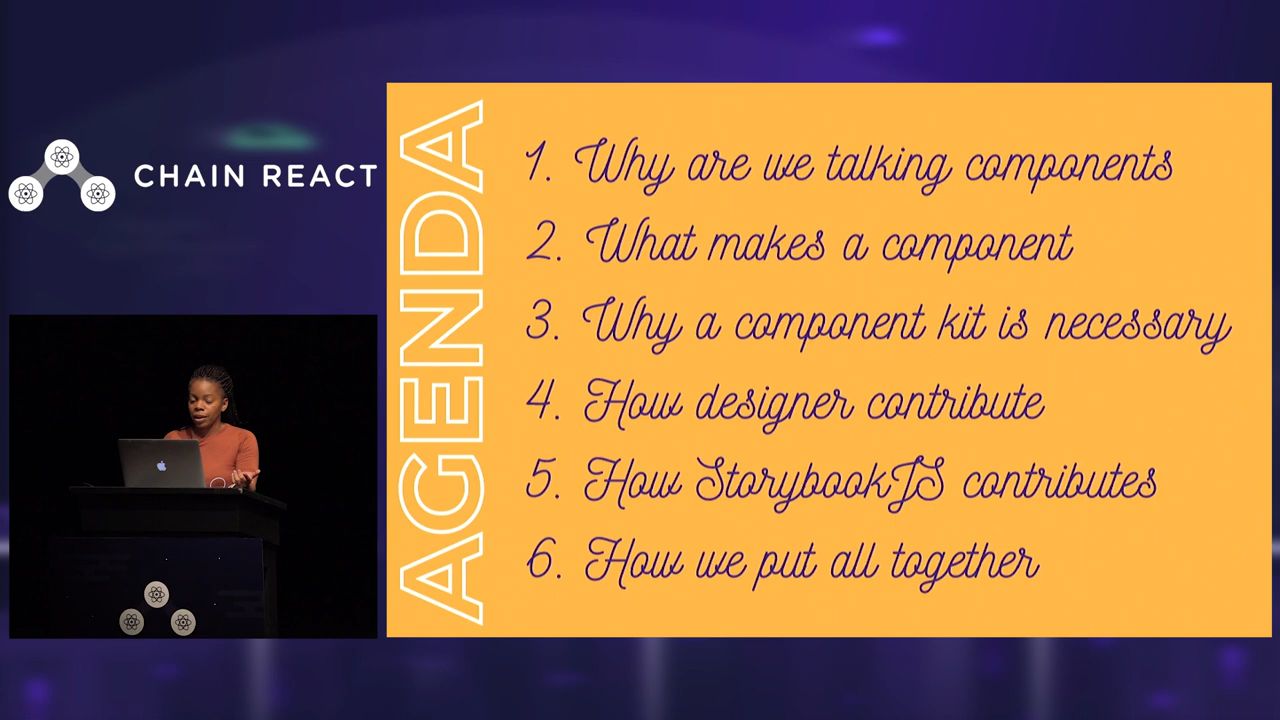 CHAIN REACT
AGENDA
1. Why are we talking components
2. What makes a component
3. Why a component kit is necessary
4. How designer contribute
5. How StorybookJS contributes
6. How we put all together